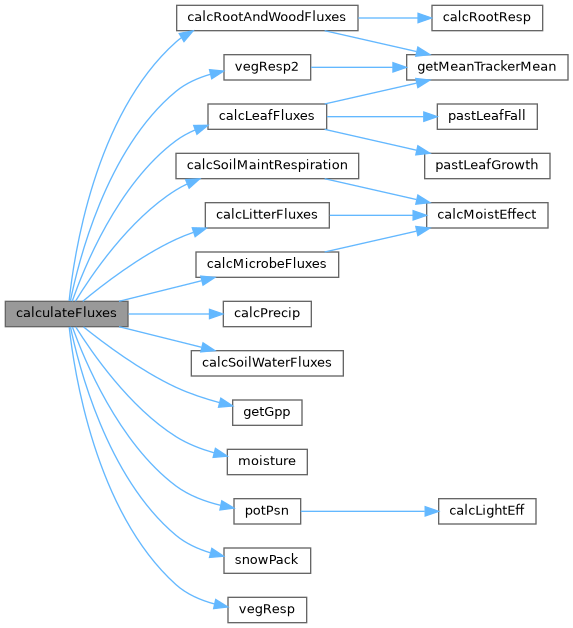 calculateFluxes
calcRootAndWoodFluxes
vegResp2
calcLeafFluxes
calcSoilMaintRespiration
calcLitterFluxes
calcMicrobeFluxes
calcPrecip
calcSoilWaterFluxes
getGpp
moisture
potPsn
snowPack
vegResp
calcRootResp
getMeanTrackerMean
pastLeafFall
pastLeafGrowth
calcMoistEffect
calcLightEff